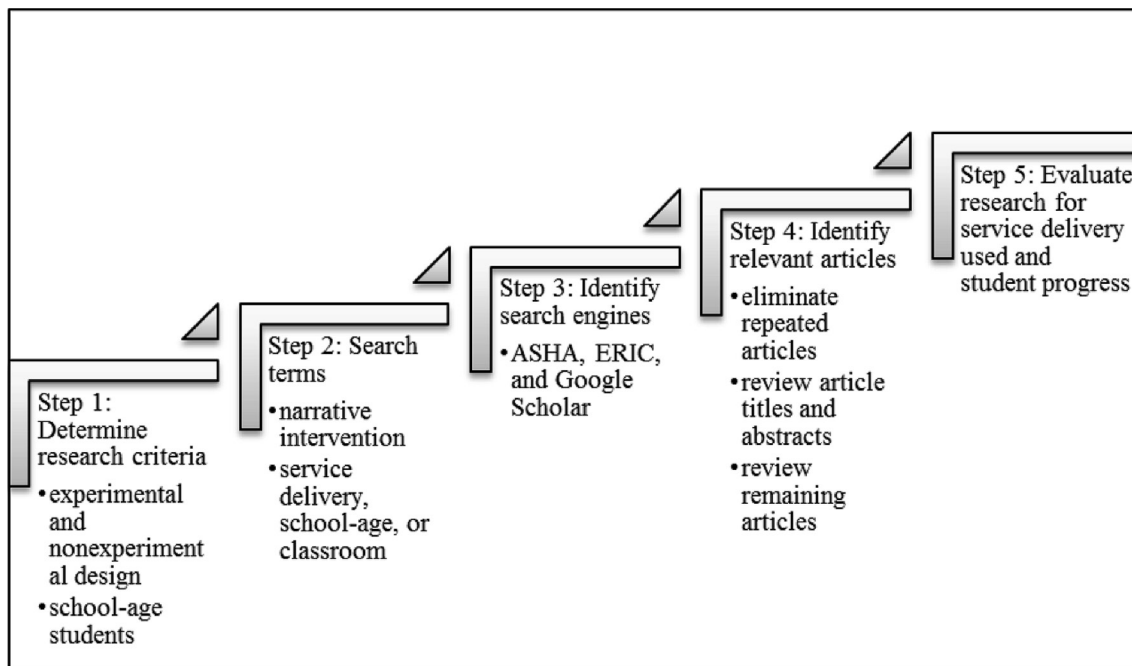 Step 1:
Determine
research criteria
•experimental
and
nonexperiment
al design
•school-age
students
Step 2: Search
terms
•narrative
intervention
•service
delivery,
school-age, or
classroom
Step 3: Identify
search engines
•ASHA, ERIC,
and Google
Scholar
Step 4: Identify
relevant articles
•eliminate
repeated
articles
•review article
titles and
abstracts
•review
remaining
articles
Step 5: Evaluate
research for
service delivery
used and
student progress